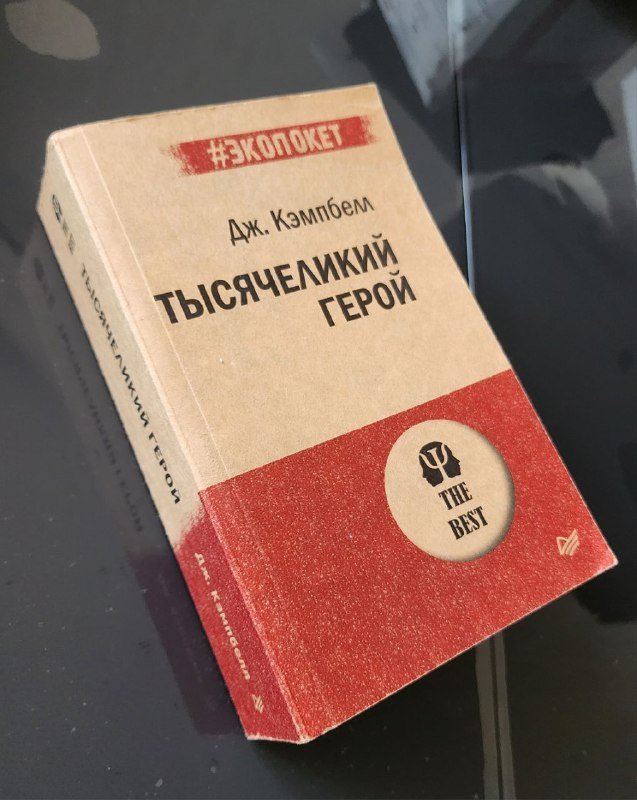 #ЭКОПОКЕТ
Дж. Кэмпбелл
ТЫСЯЧЕЛИКИЙ
ГЕРОЙ
Ψ
THE
BEST
ТЫСЯЧЕЛИКИЙ ГЕРОЙ
Дж. Кэмпбелл